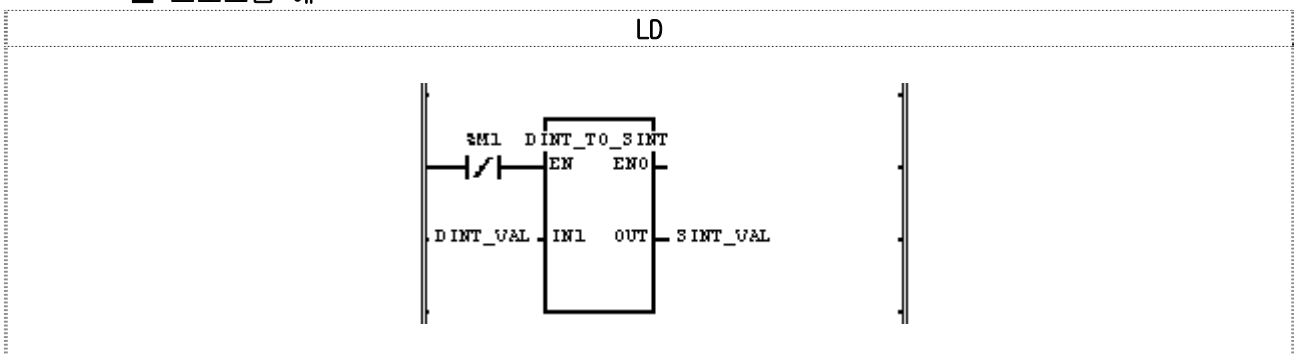 LD
%M1 DINT_TO_SINT
EN ENO
DINT_VAL IN1 OUT SINT_VAL